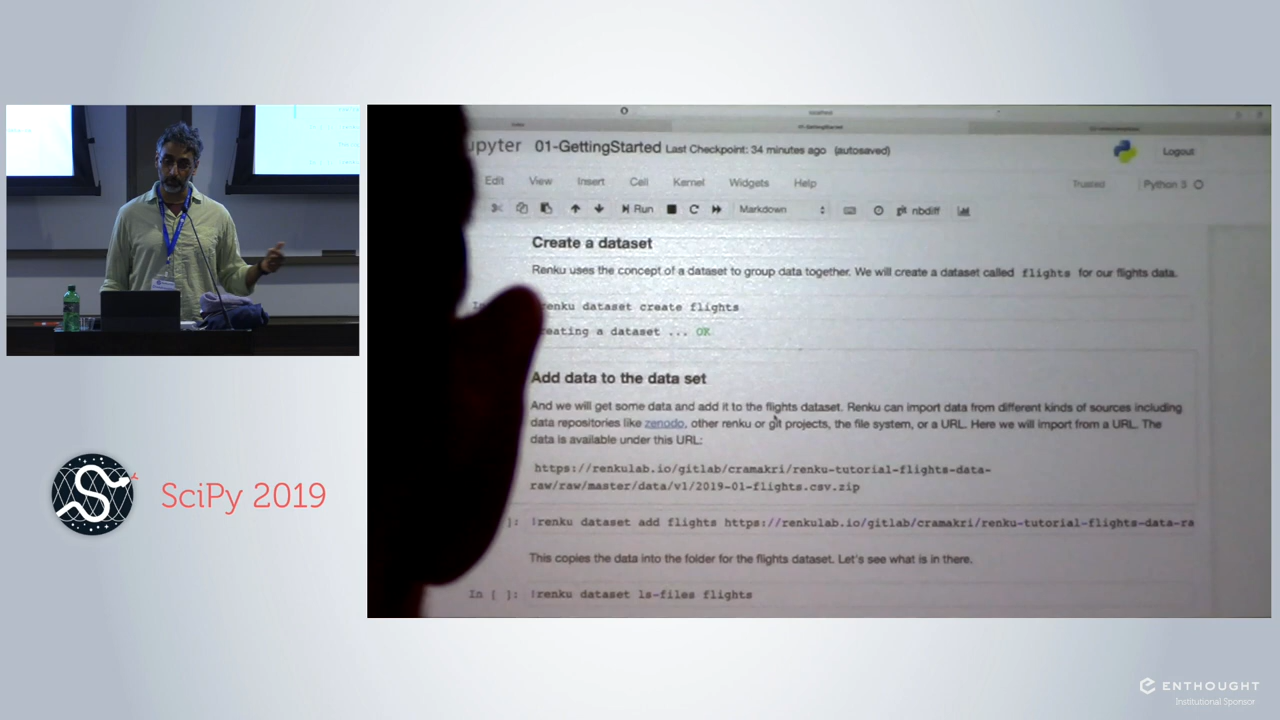 upyter 01-GettingStarted Last Checkpoint: 34 minutes ago (autosaved)
Logout
Edit View Insert Cell Kernel Widgets Help
Trusted Python 3
Run Markdown nbdiff
Create a dataset
Renku uses the concept of a dataset to group data together. We will create a dataset called flights for our flights data.
enku dataset create flights
reating a dataset ... OK
Add data to the data set
And we will get some data and add it to the flights dataset. Renku can import data from different kinds of sources including
data repositories like zenodo, other renku or git projects, the file system, or a URL. Here we will import from a URL. The
data is available under this URL:
https://renkulab.io/gitlab/cramakri/renku-tutorial-flights-data-
raw/raw/master/data/v1/2019-01-flights.csv.zip
]: !renku dataset add flights https://renkulab.io/gitlab/cramakri/renku-tutorial-flights-data-ra
This copies the data into the folder for the flights dataset. Let's see what is in there.
In [ ]: !renku dataset ls-files flights
SciPy 2019
ENTHOUGHT
Institutional Sponsor